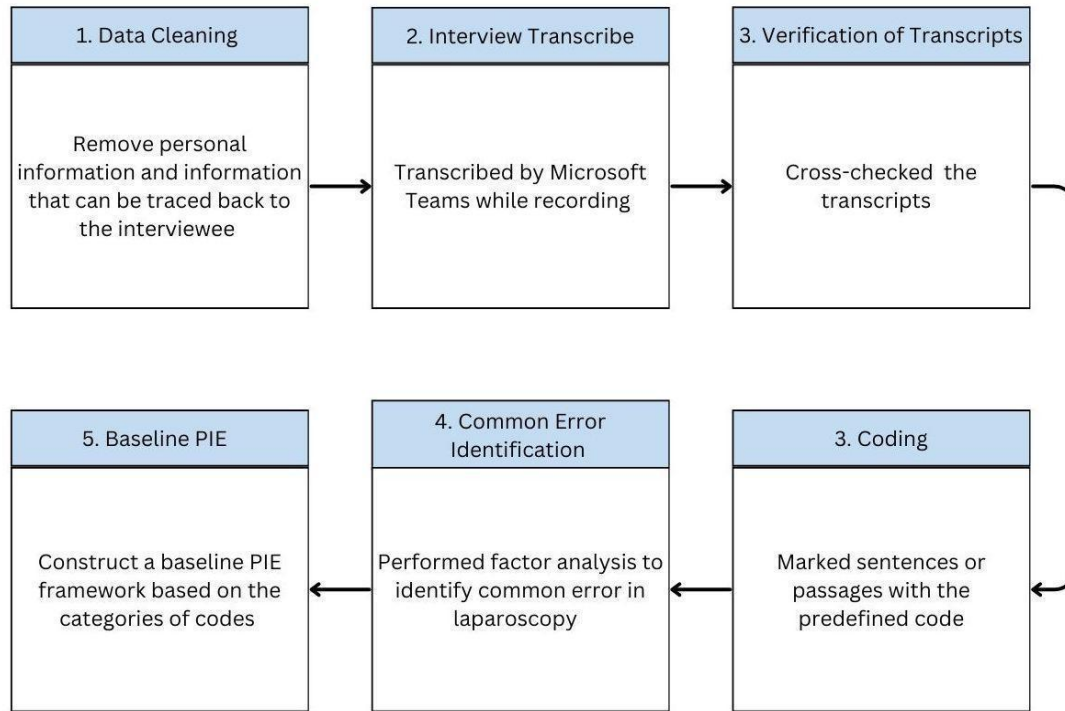 1. Data Cleaning
Remove personal
information and information
that can be traced back to
the interviewee
2. Interview Transcribe
Transcribed by Microsoft
Teams while recording
3. Verification of Transcripts
Cross-checked the
transcripts
3. Coding
Marked sentences or
passages with the
predefined code
4. Common Error
Identification
Performed factor analysis to
identify common error in
laparoscopy
5. Baseline PIE
Construct a baseline PIE
framework based on the
categories of codes